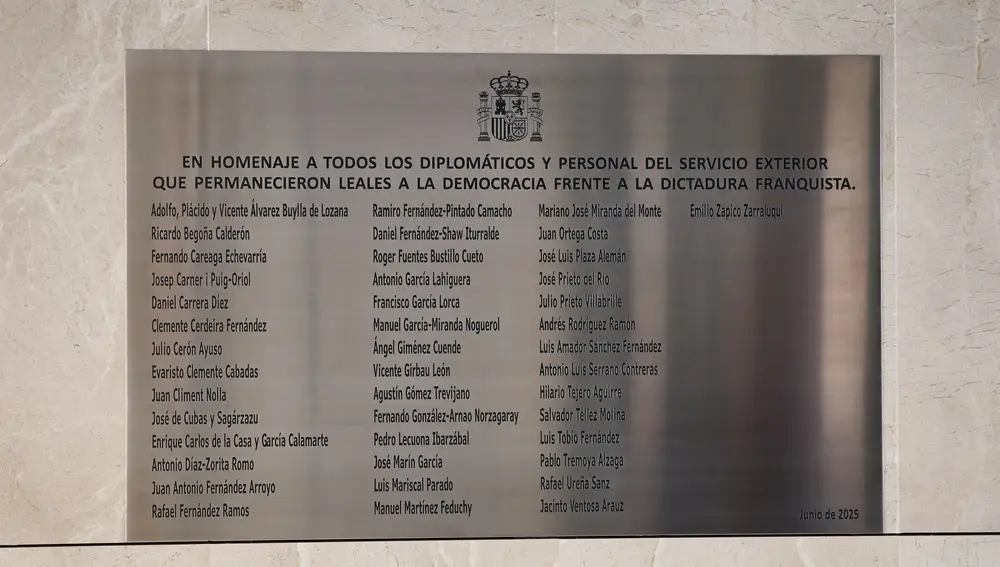 EN HOMENAJE A TODOS LOS DIPLOMÁTICOS Y PERSONAL DEL SERVICIO EXTERIOR
QUE PERMANECIERON LEALES A LA DEMOCRACIA FRENTE A LA DICTADURA FRANQUISTA.
Adolfo, Plácido y Vicente Álvarez Buylla de Lozana
Ricardo Begoña Calderón
Fernando Careaga Echevarría
Josep Carner i Puig-Oriol
Daniel Carrera Díez
Clemente Cerdeira Fernández
Julio Cerón Ayuso
Evaristo Clemente Cabadas
Juan Climent Nolla
José de Cubas y Sagárzazu
Enrique Carlos de la Casa y García Calamarte
Antonio Díaz-Zorita Romo
Juan Antonio Fernández Arroyo
Rafael Fernández Ramos
Ramiro Fernández-Pintado Camacho
Daniel Fernández-Shaw Iturralde
Roger Fuentes Bustillo Cueto
Antonio García Lahiguera
Francisco García Lorca
Manuel García-Miranda Noguerol
Ángel Giménez Cuende
Vicente Girbau León
Agustín Gómez Trevijano
Fernando González-Arnao Norzagaray
Pedro Lecuona Ibarzábal
José Marín García
Luis Mariscal Parado
Manuel Martínez Feduchy
Mariano José Miranda del Monte
Juan Ortega Costa
José Luis Plaza Alemán
José Prieto del Río
Julio Prieto Villabrille
Andrés Rodríguez Ramón
Luis Amador Sánchez Fernández
Antonio Luis Serrano Contreras
Hilario Tejero Aguirre
Salvador Téllez Molina
Luis Tobío Fernández
Pablo Tremoya Alzaga
Rafael Ureña Sanz
Jacinto Ventosa Arauz
Emilio Zapico Zarraluqui
Junio de 2025